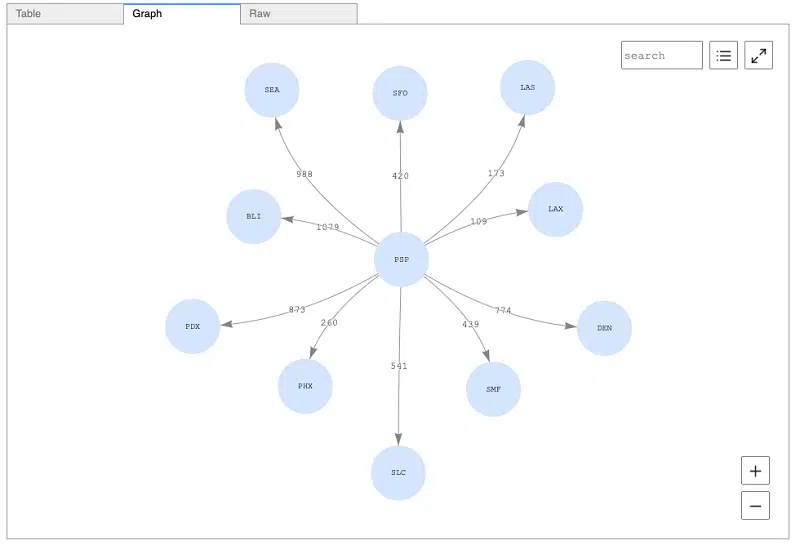 Table Graph Raw
search
SEA SFO LAS
988 420 173
BLI LAX
1079 109
PSP
873 774
260 439
PDX DEN
541
PHX SMF
SLC
+
−